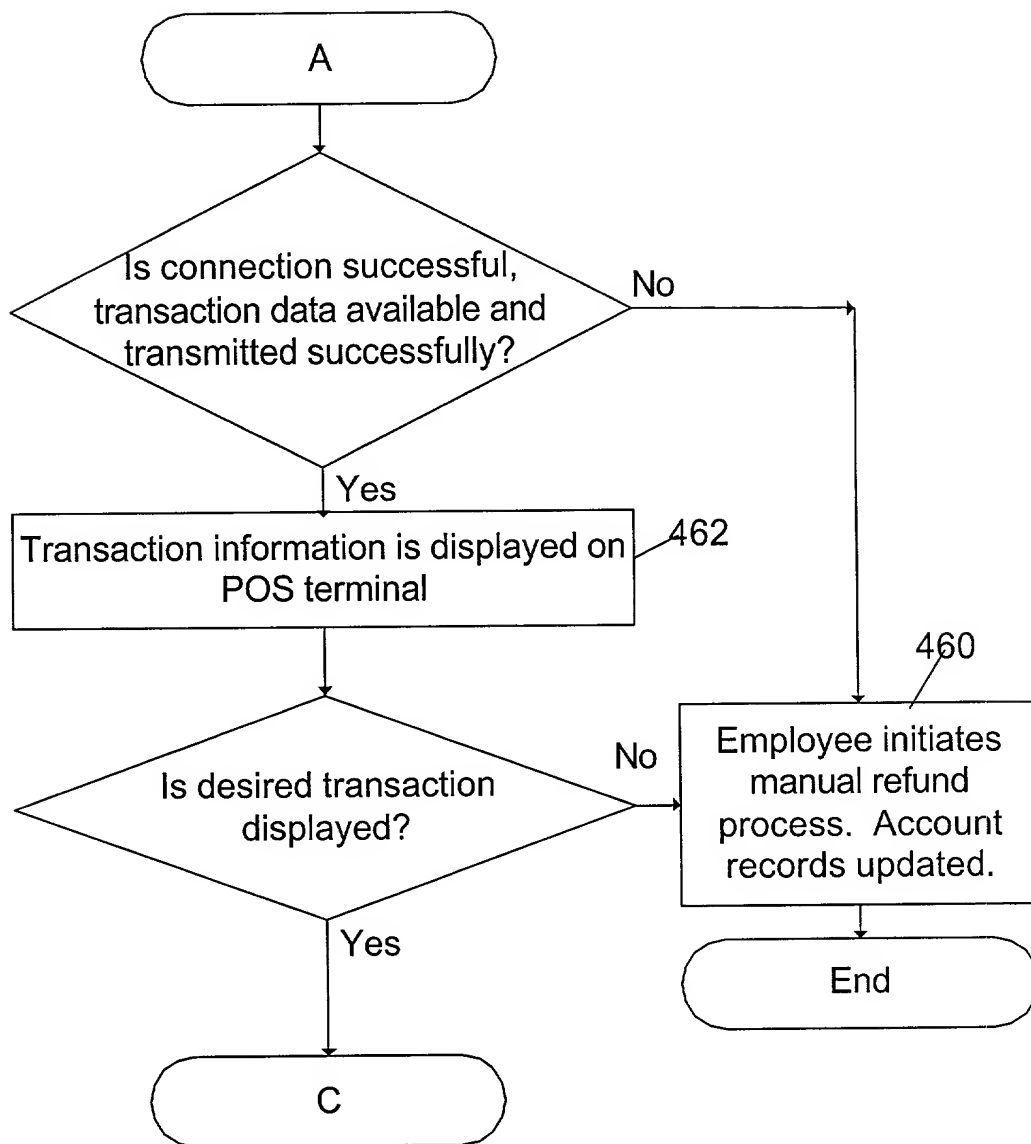 A
Is connection successful,
transaction data available and
transmitted successfully?
No
Yes
Transaction information is displayed on
POS terminal
462
460
Is desired transaction
displayed?
No
Employee initiates
manual refund
process. Account
records updated.
Yes
End
C